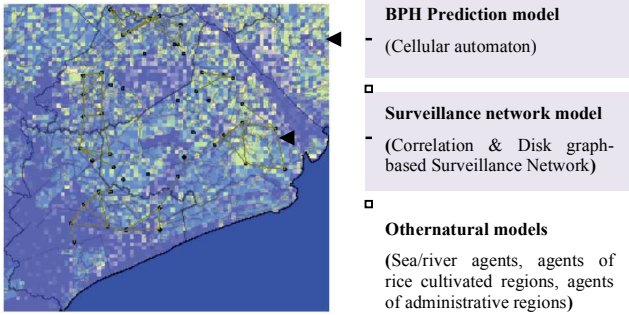 BPH Prediction model
(Cellular automaton)
Surveillance network model
(Correlation & Disk graph-
based Surveillance Network)
Othernatural models
(Sea/river agents, agents of
rice cultivated regions, agents
of administrative regions)